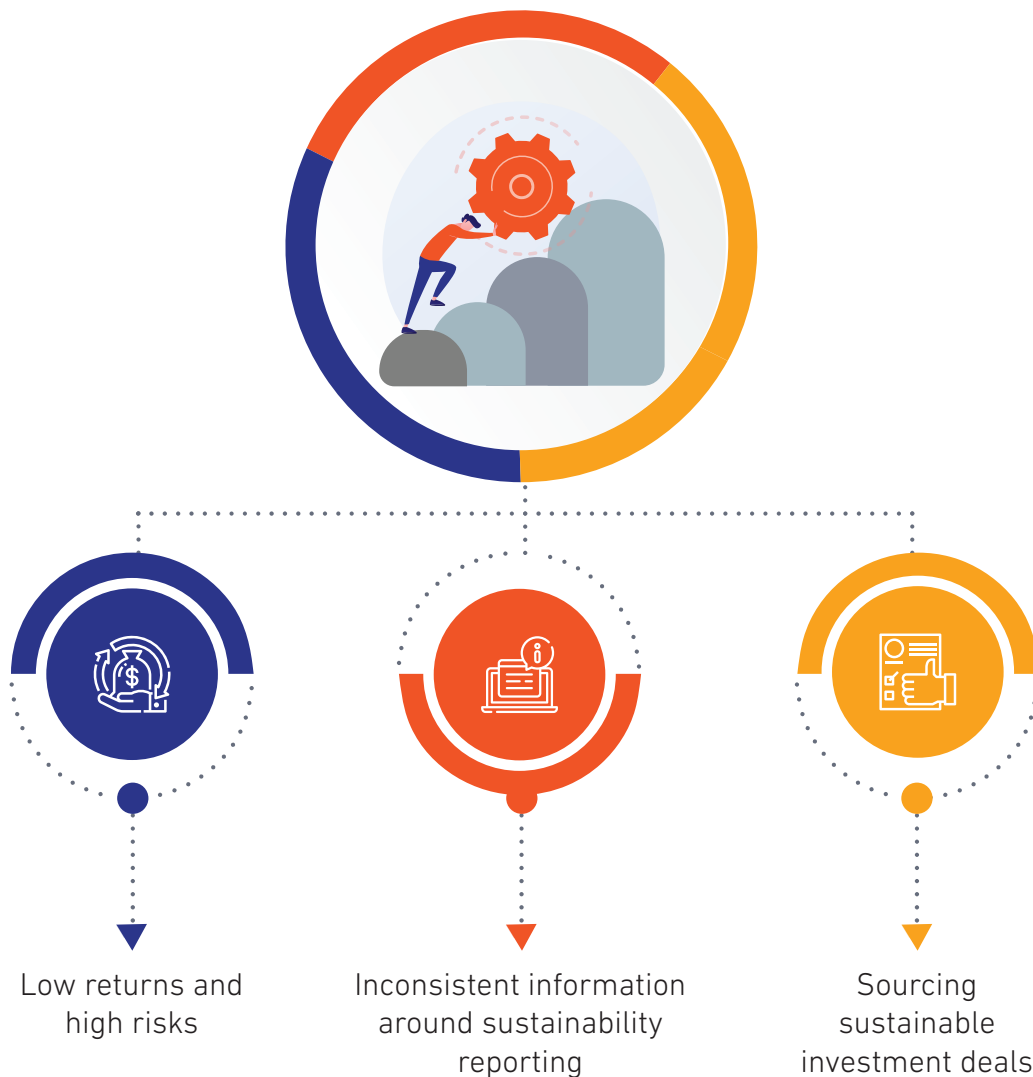 Low returns and
high risks
Inconsistent information
around sustainability
reporting
Sourcing
sustainable
investment deals